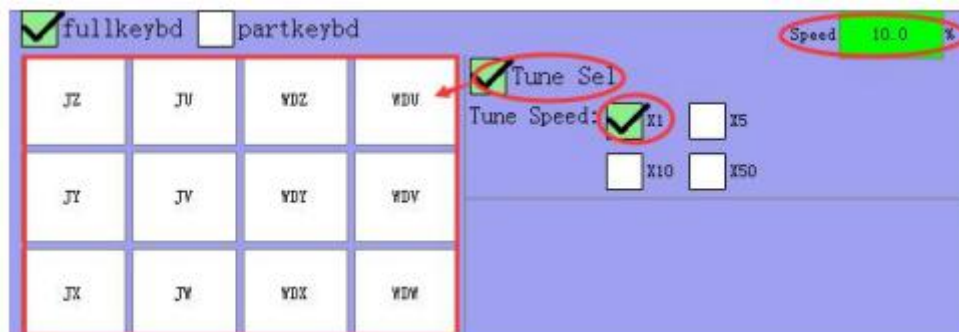 fullkeybd partkeybd
Speed 10.0 %
JZ JU WDZ WDU
Tune Sel
Tune Speed: X1 X5
X10 X50
JY JV WDY WDV
JX JW WDX WDW